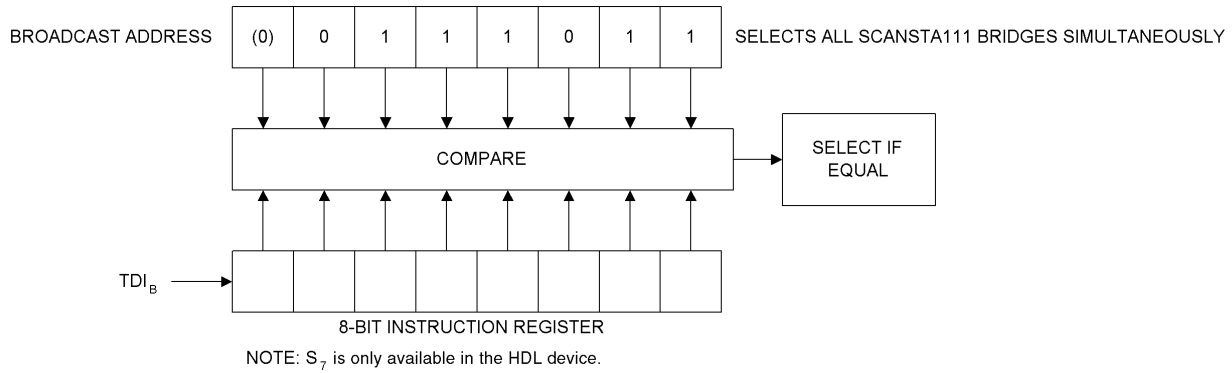 BROADCAST ADDRESS (0) 0 1 1 1 0 1 1 SELECTS ALL SCANSTA111 BRIDGES SIMULTANEOUSLY
COMPARE
SELECT IF
EQUAL
TDIB
8-BIT INSTRUCTION REGISTER
NOTE: S7 is only available in the HDL device.